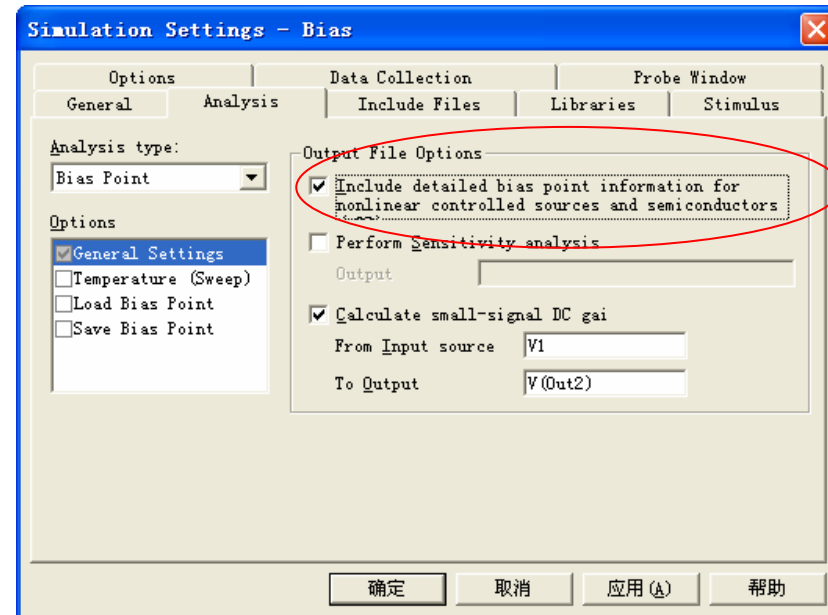 Simulation Settings - Bias
Options
Data Collection
Probe Window
General
Analysis
Include Files
Libraries
Stimulus
Analysis type:
Bias Point
Options
General Settings
Temperature (Sweep)
Load Bias Point
Save Bias Point
Output File Options
Include detailed bias point information for
nonlinear controlled sources and semiconductors
Perform Sensitivity analysis
Output
Calculate small-signal DC gai
From Input source
V1
To Output
V(Out2)
确定
取消
应用(A)
帮助